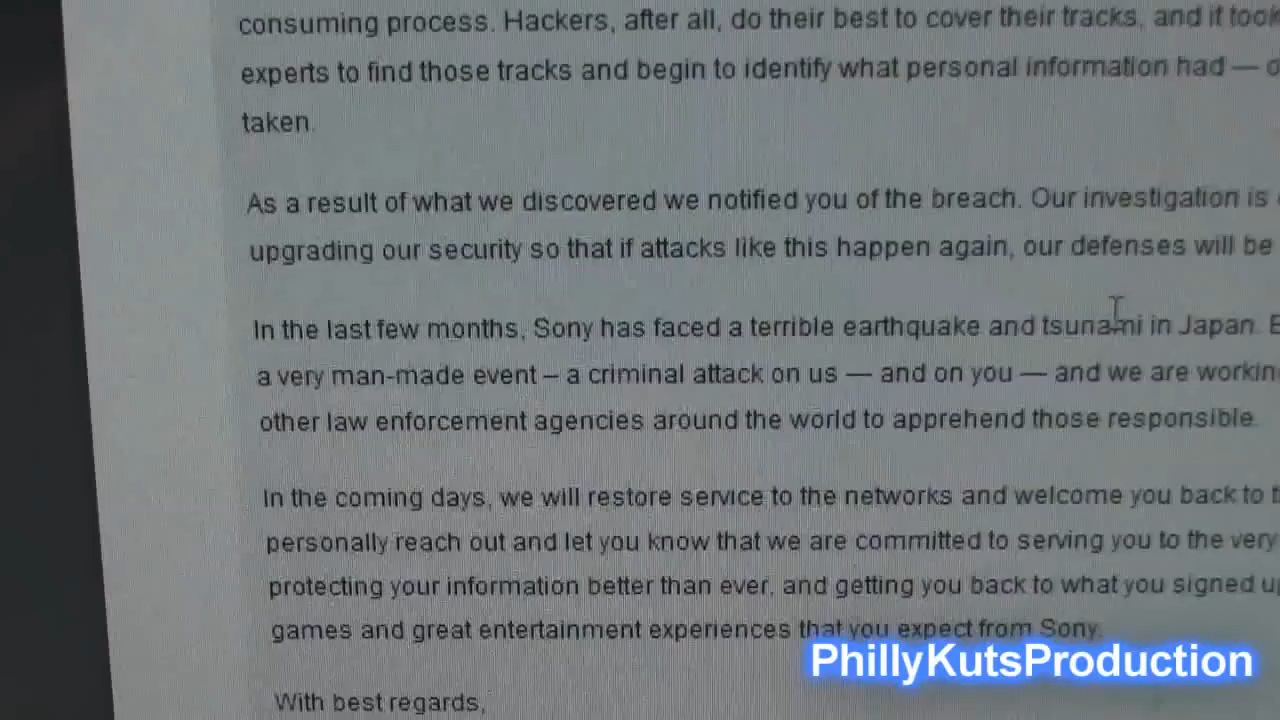 consuming process. Hackers, after all, do their best to cover their tracks, and it took
experts to find those tracks and begin to identify what personal information had —
taken.
As a result of what we discovered we notified you of the breach. Our investigation is
upgrading our security so that if attacks like this happen again, our defenses will be
In the last few months, Sony has faced a terrible earthquake and tsunami in Japan.
a very man-made event – a criminal attack on us — and on you — and we are workin
other law enforcement agencies around the world to apprehend those responsible.
In the coming days, we will restore service to the networks and welcome you back to
personally reach out and let you know that we are committed to serving you to the very
protecting your information better than ever, and getting you back to what you signed up
games and great entertainment experiences that you expect from Sony.
PhillyKutsProduction
With best regards,